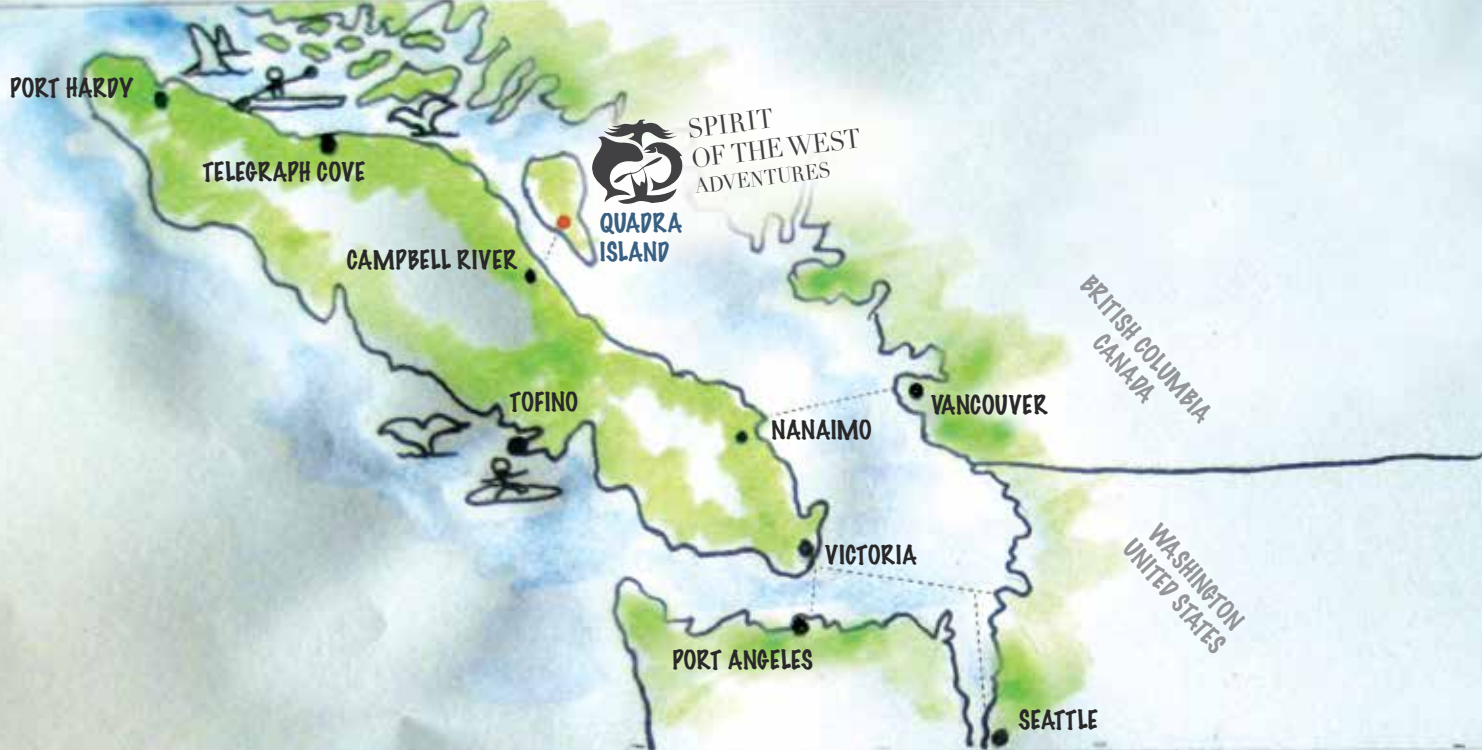 PORT HARDY
TELEGRAPH COVE
SPIRIT
OF THE WEST
ADVENTURES
QUADRA
ISLAND
CAMPBELL RIVER
BRITISH COLUMBIA
CANADA
TOFINO
VANCOUVER
NANAIMO
VICTORIA
WASHINGTON
UNITED STATES
PORT ANGELES
SEATTLE